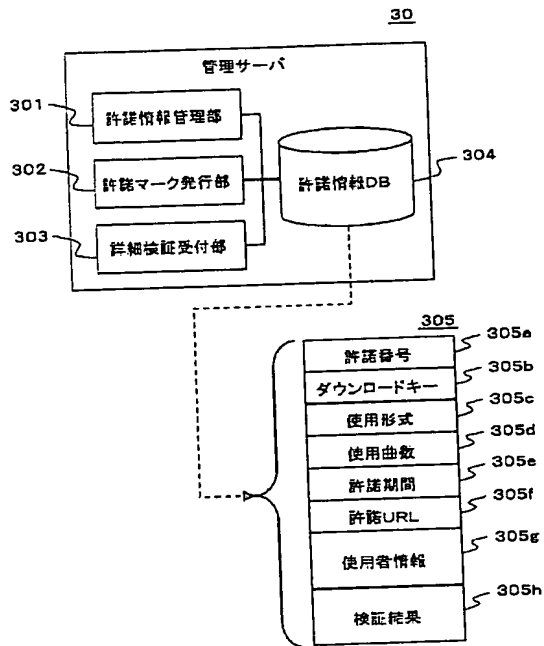 30
管理サーバ
301
許諾情報管理部
302
許諾マーク発行部
303
詳細検証受付部
許諾情報DB
304
305
許諾番号
305a
ダウンロードキー
305b
使用形式
305c
使用曲数
305d
許諾期間
305e
許諾URL
305f
使用者情報
305g
検証結果
305h